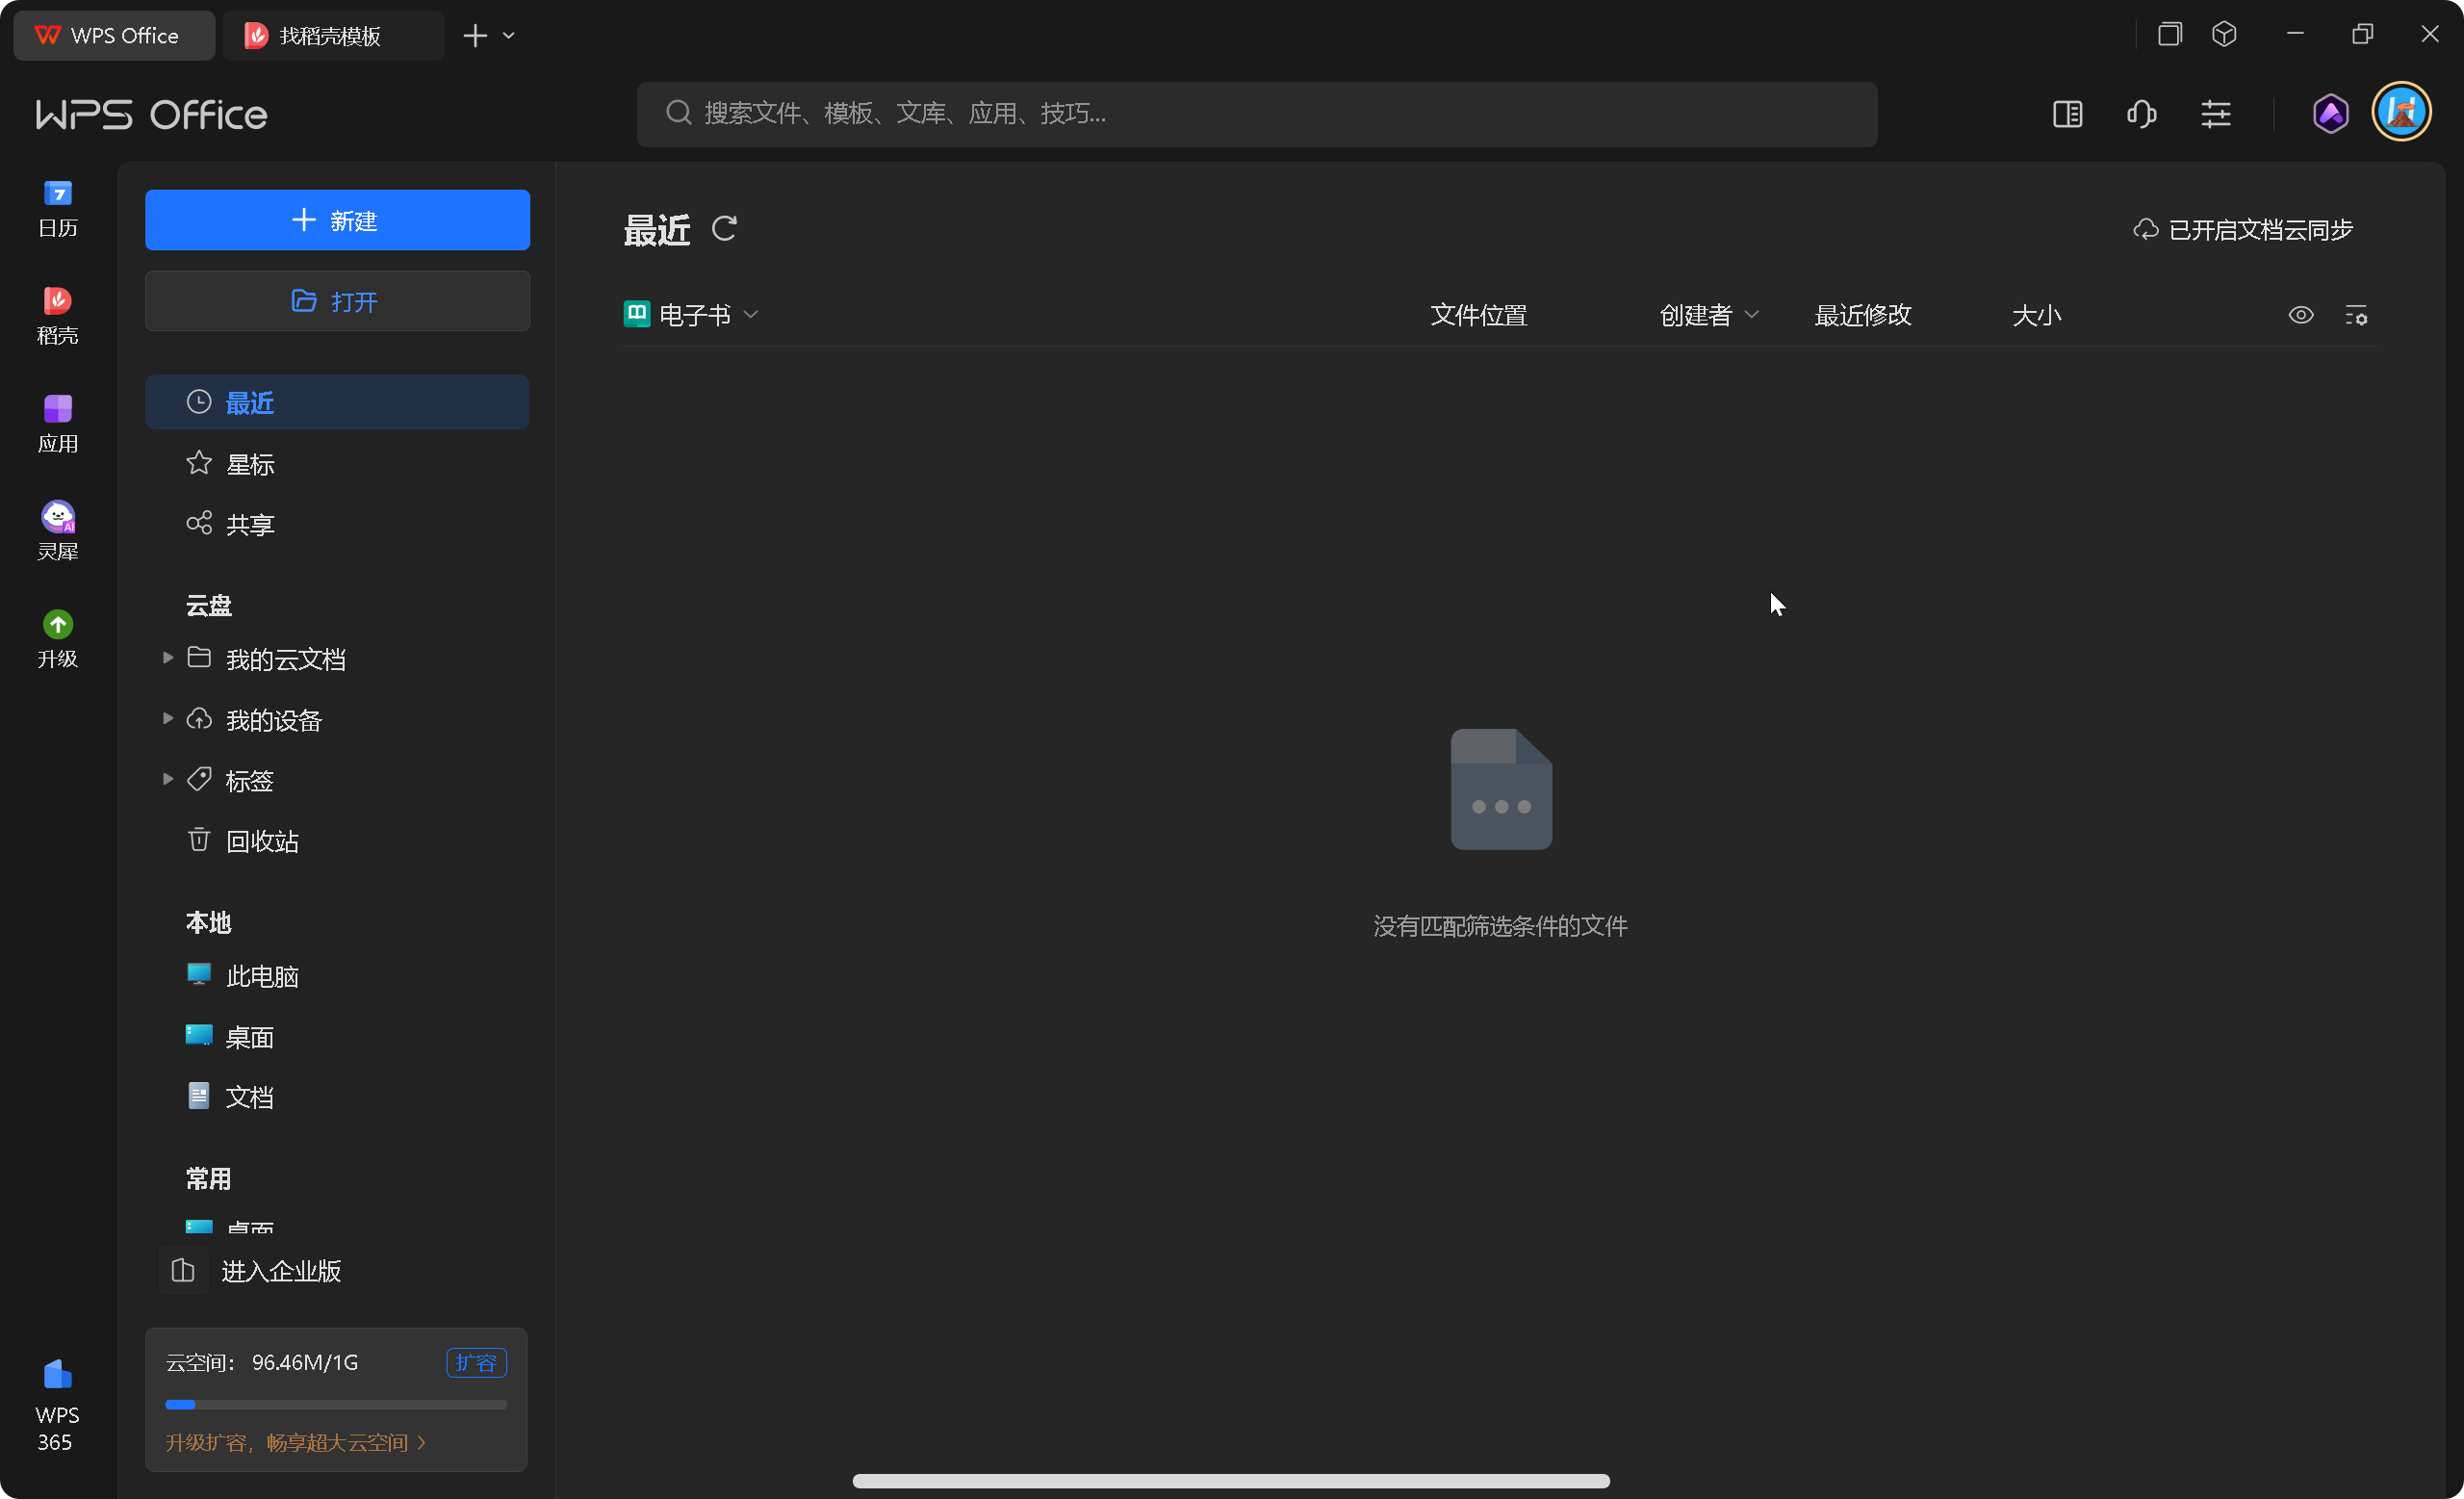 WPS Office
找稻壳模板
WPS Office
搜索文件、模板、文库、应用、技巧...
7
日历
稻壳
应用
AI
灵犀
升级
WPS
365
新建
打开
最近
星标
共享
云盘
我的云文档
我的设备
标签
回收站
本地
此电脑
桌面
文档
常用
桌面
进入企业版
云空间： 96.46M/1G
扩容
升级扩容，畅享超大云空间 >
最近
已开启文档云同步
电子书
文件位置
创建者
最近修改
大小
没有匹配筛选条件的文件